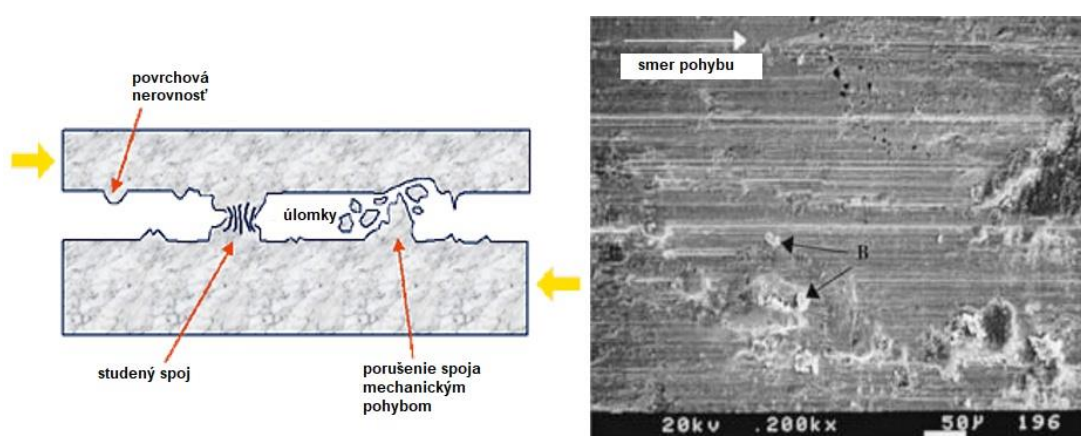 povrchová
nerovnosť
úlomky
studený spoj
porušenie spoja
mechanickým
pohybom
smer pohybu
B
20kv .200kx 50µ 196